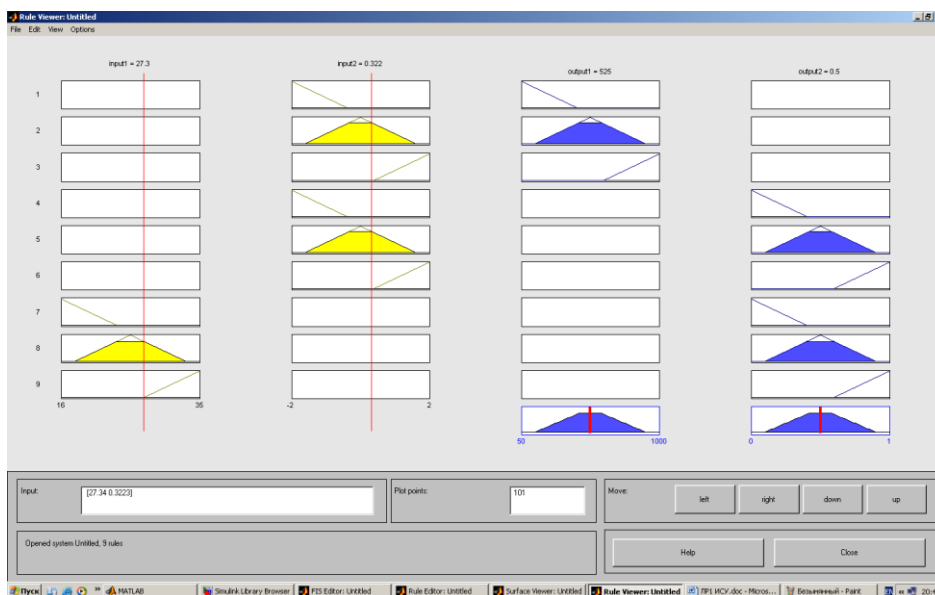 Rule Viewer: Untitled
File Edit View Options
input1 = 27.3
input2 = 0.322
output1 = 525
output2 = 0.5
1
2
3
4
5
6
7
8
9
16 35
-2 2
50 1000
0 1
Input:
[27.34 0.3223]
Plot points:
101
Move:
left
right
down
up
Opened system Untitled, 9 rules
Help
Close
Пуск
MATLAB
Simulink Library Browser
FIS Editor: Untitled
Rule Editor: Untitled
Surface Viewer: Untitled
Rule Viewer: Untitled
ПР1 ИСУ.doc - Micros...
Безымянный - Paint
EN